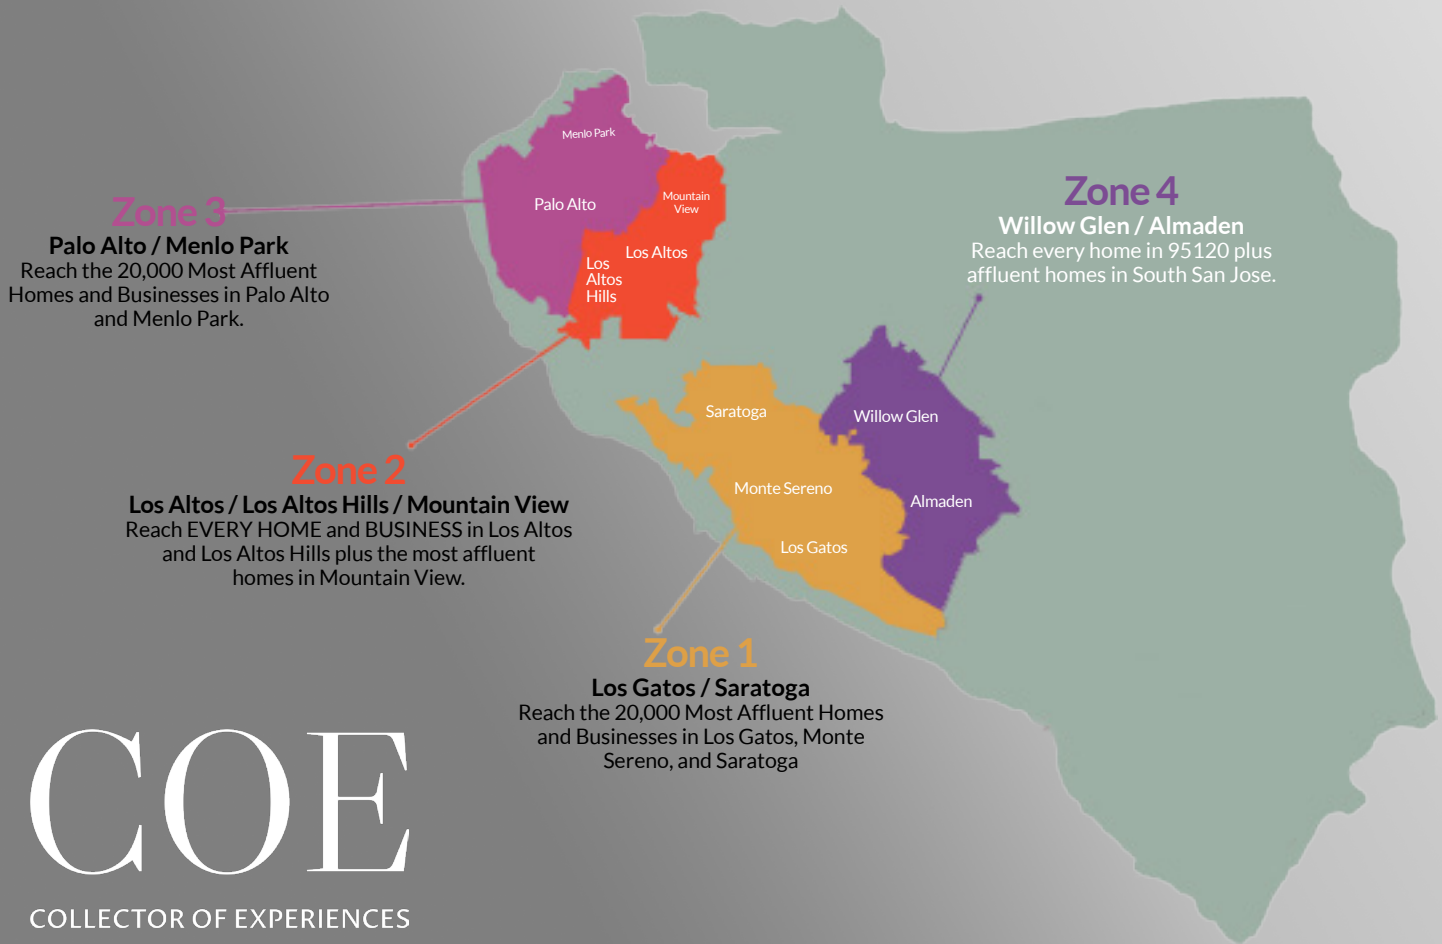 Menlo Park
Palo Alto
Mountain
View
Los Altos
Los
Altos
Hills
Zone 3
Palo Alto / Menlo Park
Reach the 20,000 Most Affluent
Homes and Businesses in Palo Alto
and Menlo Park.
Zone 4
Willow Glen / Almaden
Reach every home in 95120 plus
affluent homes in South San Jose.
Saratoga
Willow Glen
Monte Sereno
Almaden
Los Gatos
Zone 2
Los Altos / Los Altos Hills / Mountain View
Reach EVERY HOME and BUSINESS in Los Altos
and Los Altos Hills plus the most affluent
homes in Mountain View.
Zone 1
Los Gatos / Saratoga
Reach the 20,000 Most Affluent Homes
and Businesses in Los Gatos, Monte
Sereno, and Saratoga
COE
COLLECTOR OF EXPERIENCES